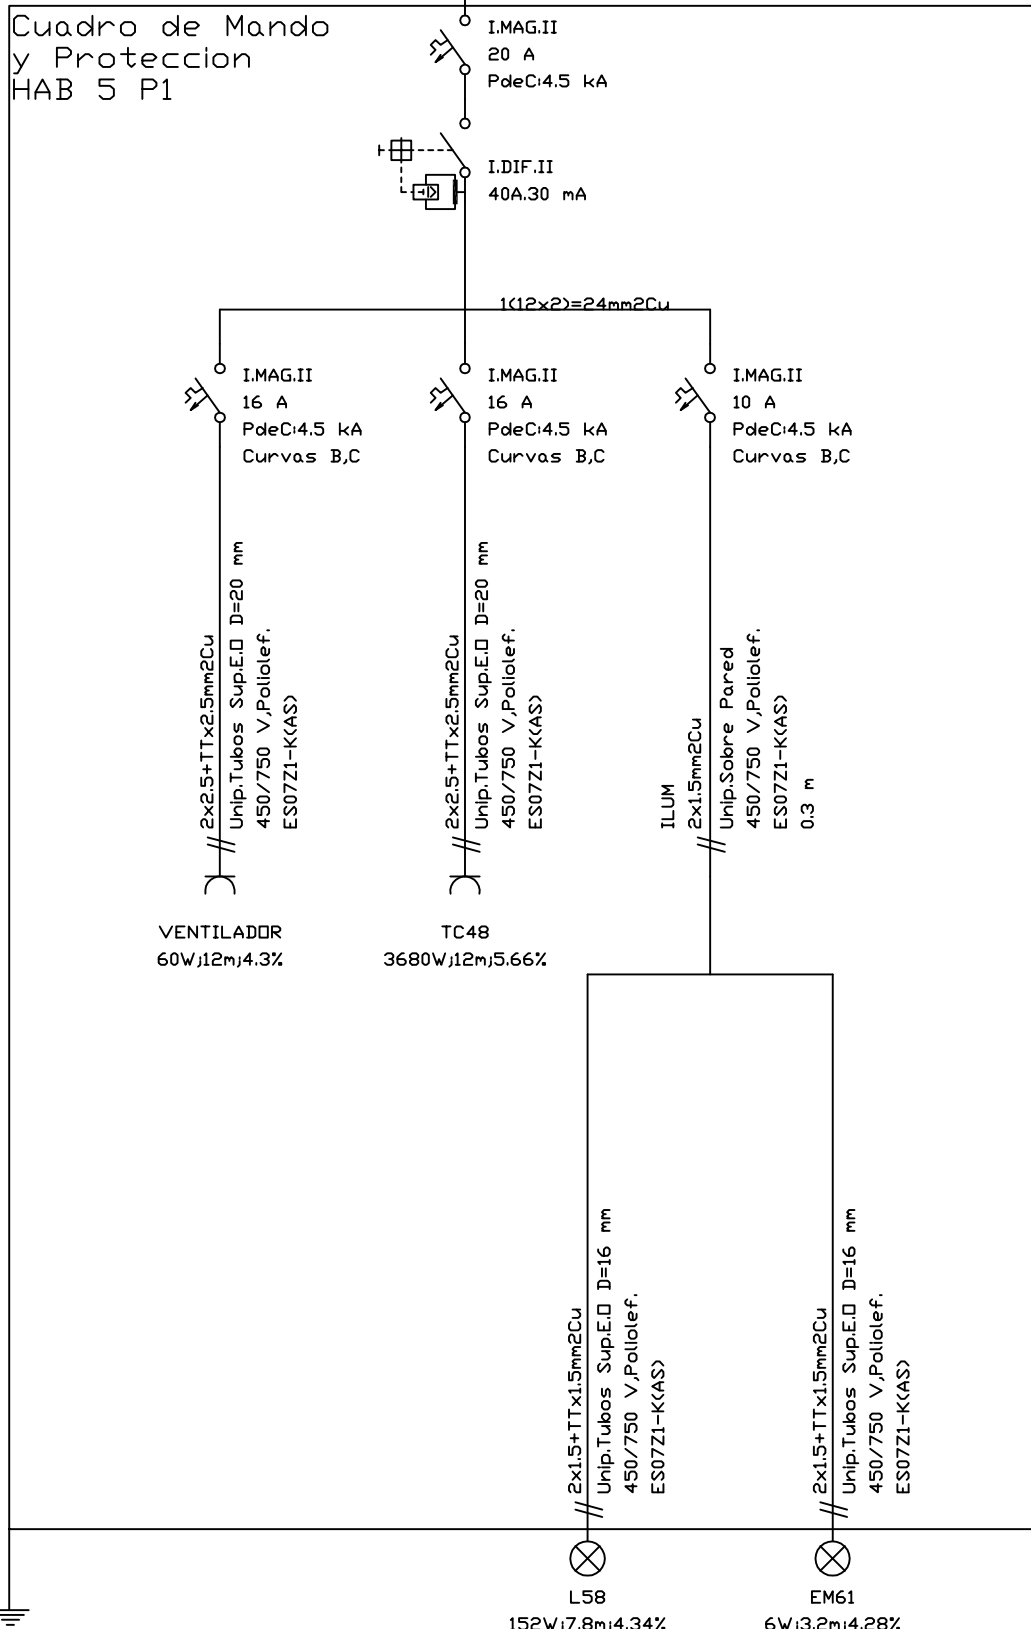 Cuadro de Mando
y Proteccion
HAB 5 P1
I.MAG.II
20 A
PdeC:4.5 kA
I.DIF.II
40A.30 mA
1(12x2)=24mm2Cu
I.MAG.II
16 A
PdeC:4.5 kA
Curvas B,C
I.MAG.II
16 A
PdeC:4.5 kA
Curvas B,C
I.MAG.II
10 A
PdeC:4.5 kA
Curvas B,C
2x2.5+TTx2.5mm2Cu
Unip.Tubos Sup.E.O D=20 mm
450/750 V,Poliolef.
ES07Z1-K(AS)
2x2.5+TTx2.5mm2Cu
Unip.Tubos Sup.E.O D=20 mm
450/750 V,Poliolef.
ES07Z1-K(AS)
ILUM
2x1.5mm2Cu
Unip.Sobre Pared
450/750 V,Poliolef.
ES07Z1-K(AS)
0.3 m
VENTILADOR
60W;12m;4.3%
TC48
3680W;12m;5.66%
2x1.5+TTx1.5mm2Cu
Unip.Tubos Sup.E.O D=16 mm
450/750 V,Poliolef.
ES07Z1-K(AS)
2x1.5+TTx1.5mm2Cu
Unip.Tubos Sup.E.O D=16 mm
450/750 V,Poliolef.
ES07Z1-K(AS)
L58
152W;7.8m;4.34%
EM61
6W;3.2m;4.28%